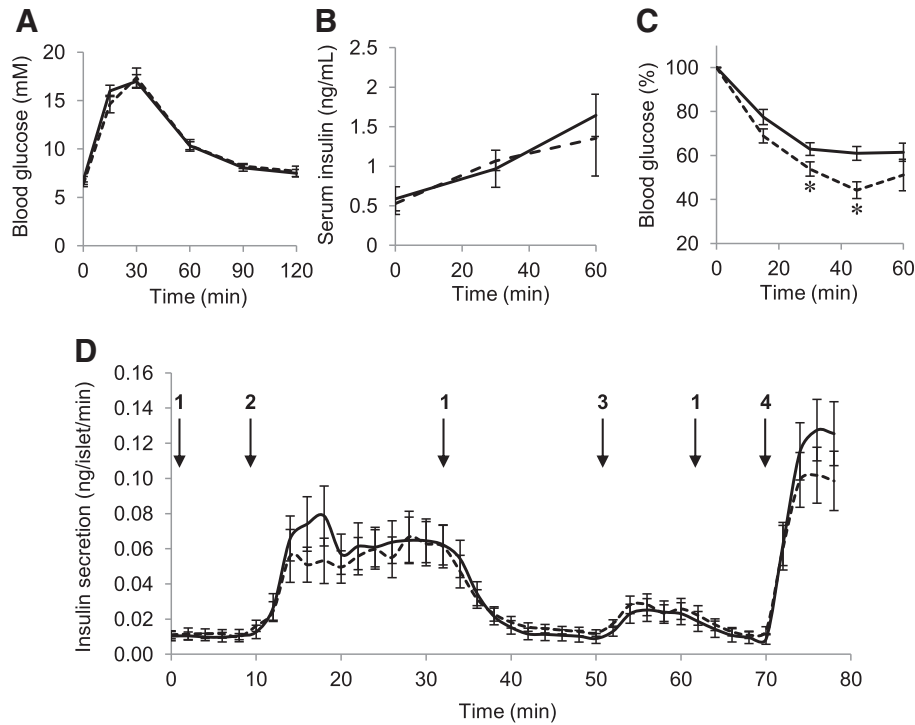 A
Blood glucose (mM)
20
15
10
5
0
0 30 60 90 120
Time (min)
B
Serum insulin (ng/mL)
2.5
2
1.5
1
0.5
0
0 20 40 60
Time (min)
C
Blood glucose (%)
100
80
60
40
20
* *
0 20 40 60
Time (min)
D
Insulin secretion (ng/islet/min)
0.16
0.14
0.12
0.10
0.08
0.06
0.04
0.02
0.00
1 2 1 3 1 4
0 10 20 30 40 50 60 70 80
Time (min)